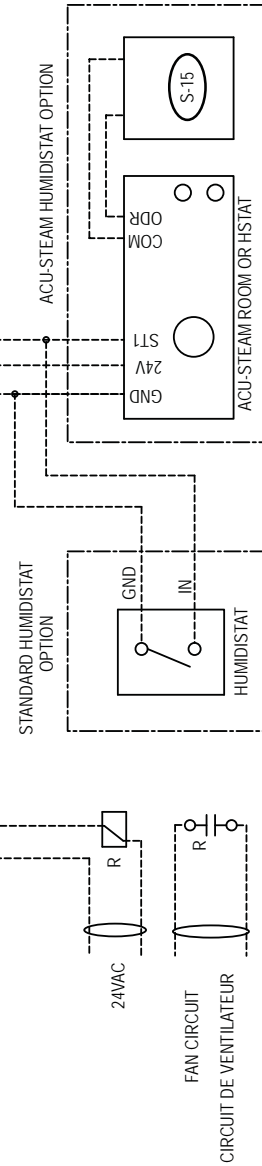 ACU-STEAM HUMIDISTAT OPTION
S-15
ODR
COM
ST1
24V
GND
ACU-STEAM ROOM OR HSTAT
STANDARD HUMIDISTAT
OPTION
GND
IN
HUMIDISTAT
R
24VAC
R
FAN CIRCUIT
CIRCUIT DE VENTILATEUR